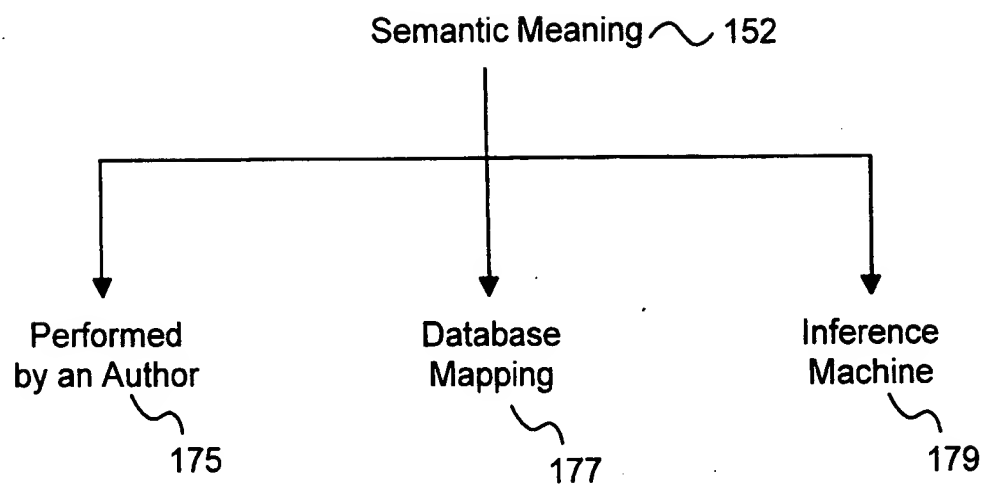 Semantic Meaning 152
Performed
by an Author
175
Database
Mapping
177
Inference
Machine
179